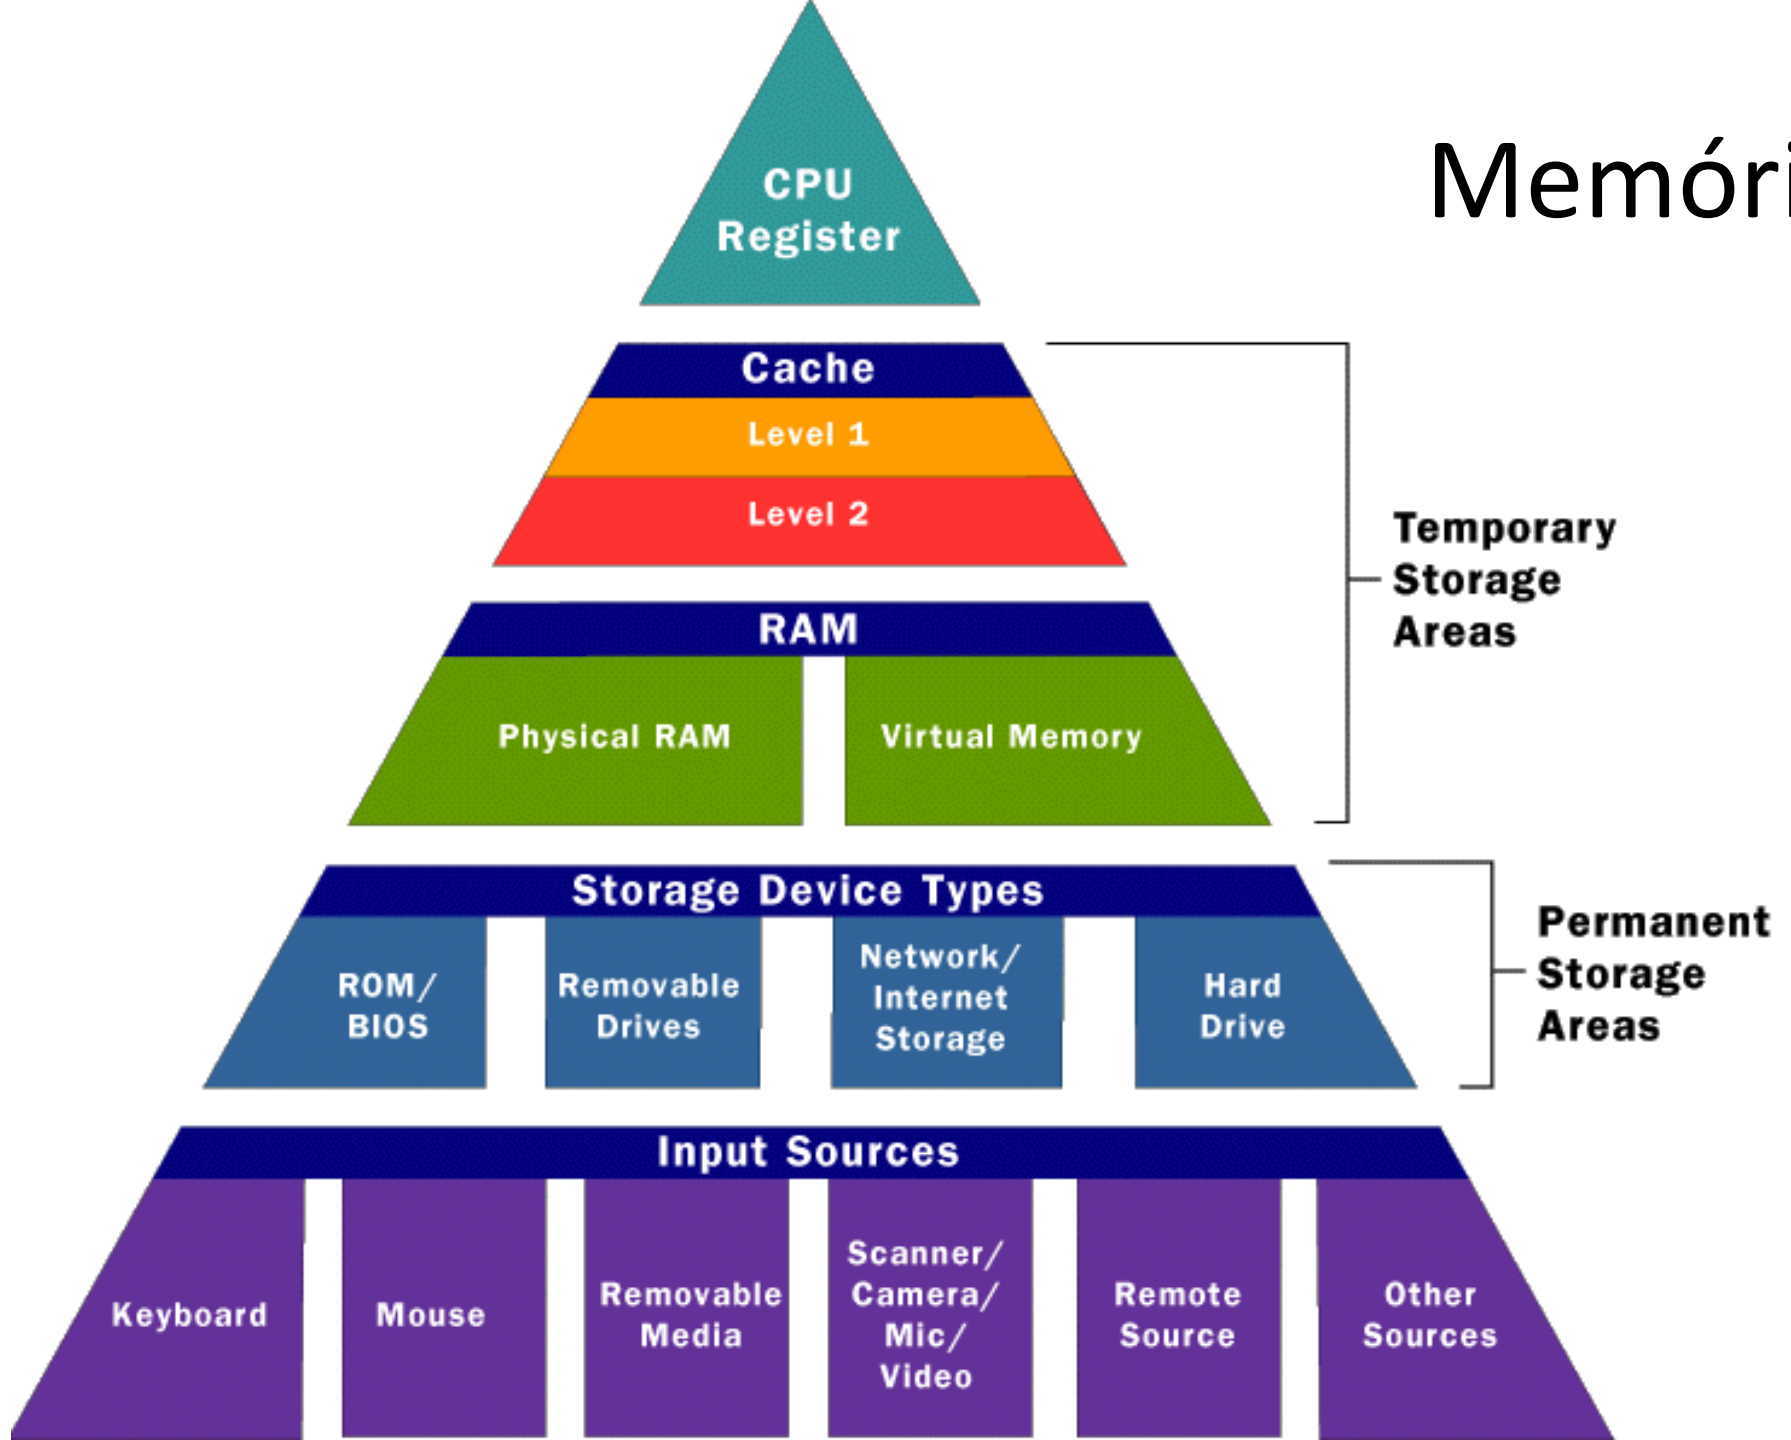 Memóri
CPU
Register
Cache
Level 1
Level 2
Temporary
Storage
Areas
RAM
Physical RAM
Virtual Memory
Storage Device Types
ROM/
BIOS
Removable
Drives
Network/
Internet
Storage
Hard
Drive
Permanent
Storage
Areas
Input Sources
Keyboard
Mouse
Removable
Media
Scanner/
Camera/
Mic/
Video
Remote
Source
Other
Sources